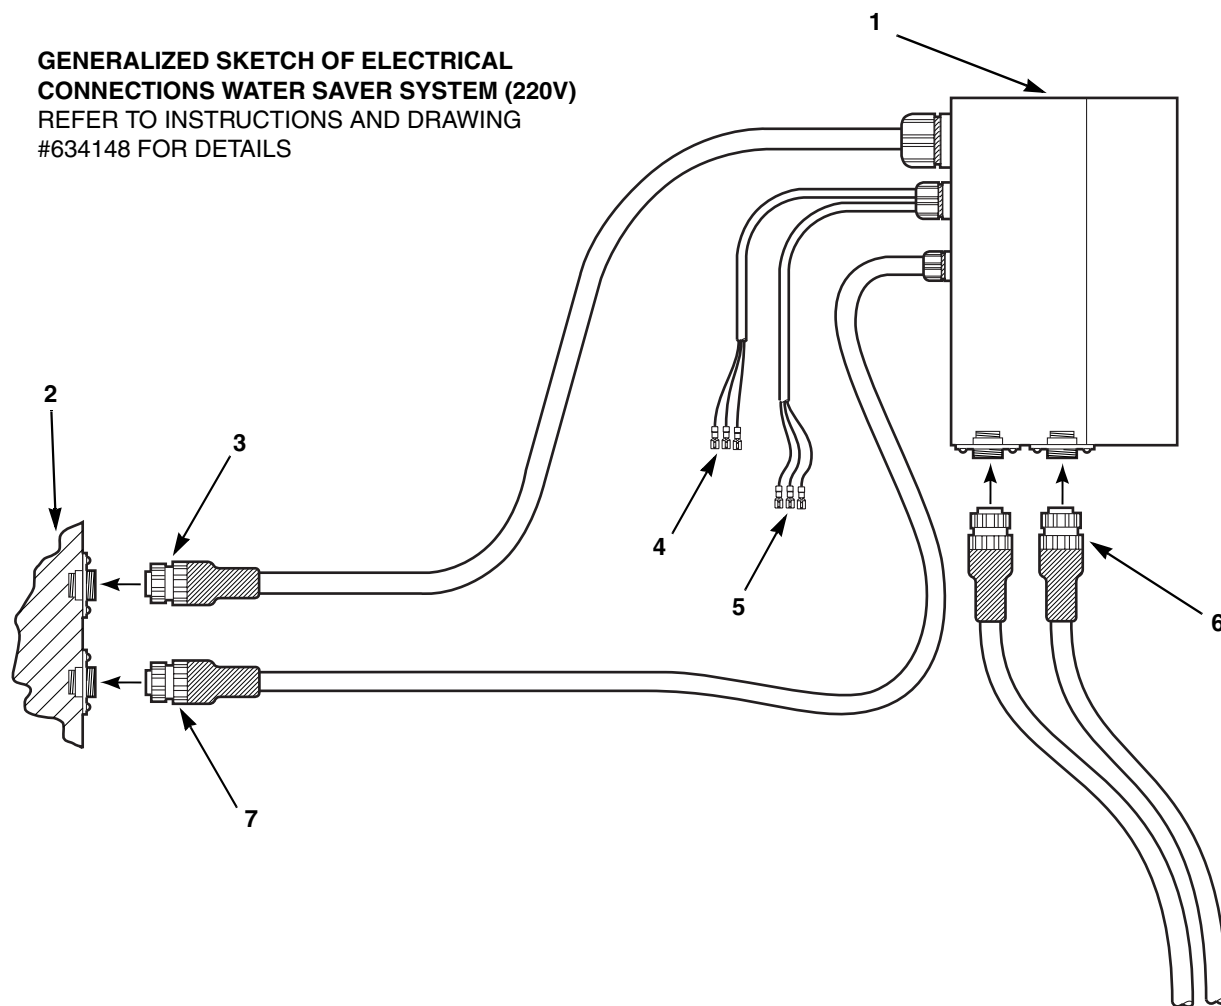 GENERALIZED SKETCH OF ELECTRICAL
CONNECTIONS WATER SAVER SYSTEM (220V)
REFER TO INSTRUCTIONS AND DRAWING
#634148 FOR DETAILS
1
2
3
4
5
6
7